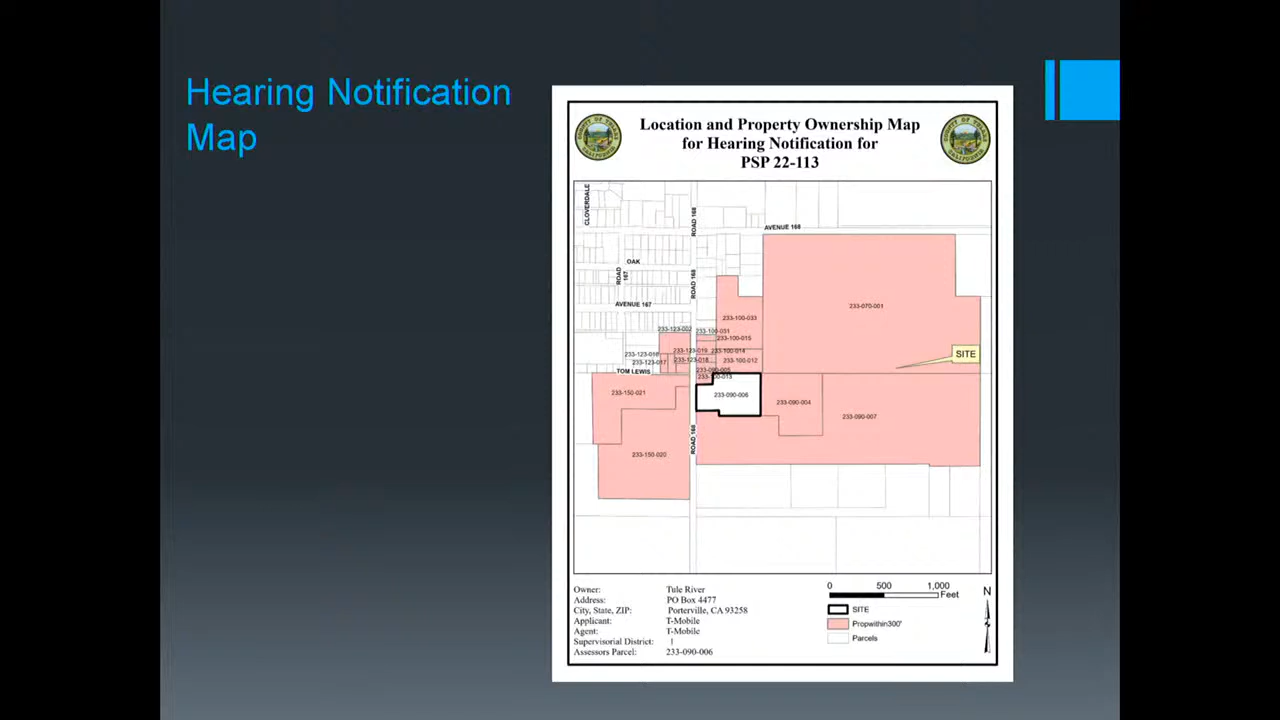 Hearing Notification
Map
Location and Property Ownership Map
for Hearing Notification for
PSP 22-113
CLOVERDALE
ROAD 168
AVENUE 168
OAK
ROAD
167
ROAD 168
AVENUE 167
233-070-001
233-100-033
233-123-002
233-100-031
233-100-015
233-123-019
233-100-014
233-123-016
233-123-018
233-100-012
233-123-017
SITE
TOM LEWIS
233-090-005
233-100-013
233-150-021
233-090-006
233-090-004
233-090-007
ROAD 168
233-150-020
Owner: Tule River
Address: PO Box 4477
City, State, ZIP: Porterville, CA 93258
Applicant: T-Mobile
Agent: T-Mobile
Supervisorial District: 1
Assessors Parcel: 233-090-006
0 500 1,000
Feet
N
SITE
Propwithin300'
Parcels